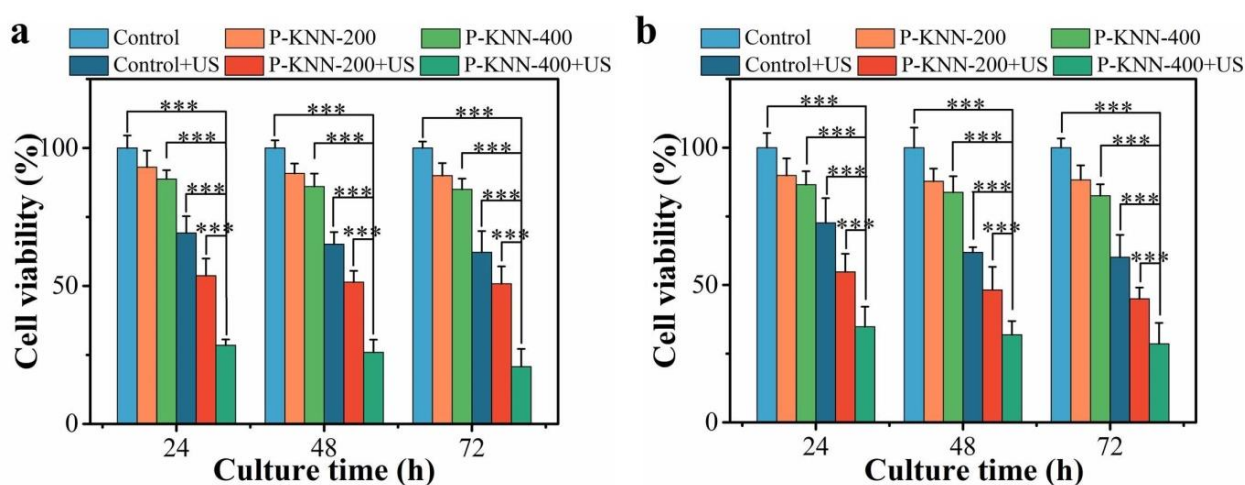 a
Control P-KNN-200 P-KNN-400
Control+US P-KNN-200+US P-KNN-400+US
Cell viability (%)
100
50
0
*** *** ***
*** *** ***
*** *** ***
*** *** ***
24 48 72
Culture time (h)
b
Control P-KNN-200 P-KNN-400
Control+US P-KNN-200+US P-KNN-400+US
Cell viability (%)
100
50
0
*** *** ***
*** *** ***
*** *** ***
*** *** ***
24 48 72
Culture time (h)